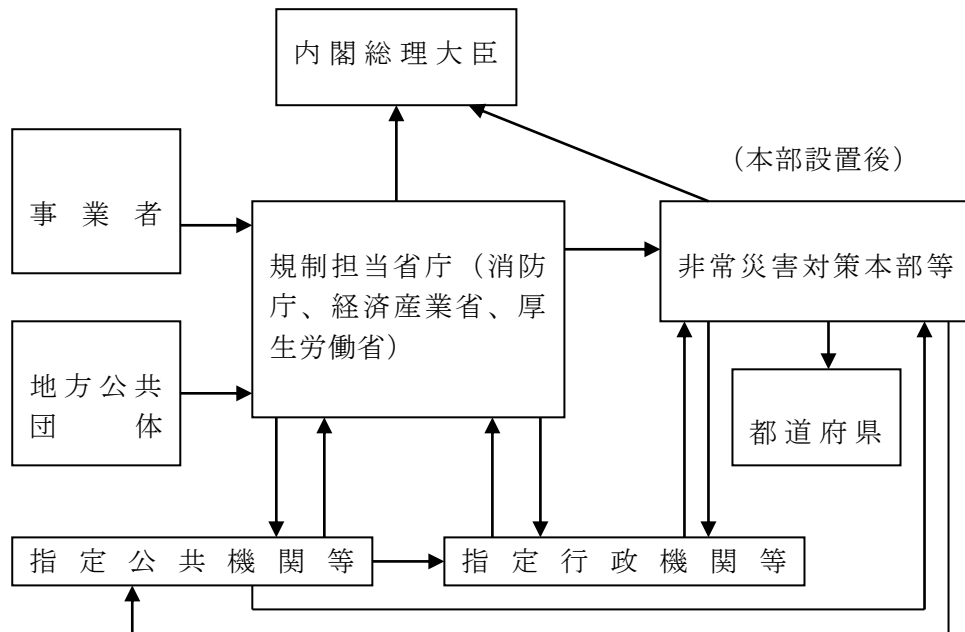 内閣総理大臣
（本部設置後）
事業者
規制担当省庁（消防
庁、経済産業省、厚
生労働省）
非常災害対策本部等
地方公共
団体
都道府県
指定公共機関等
指定行政機関等